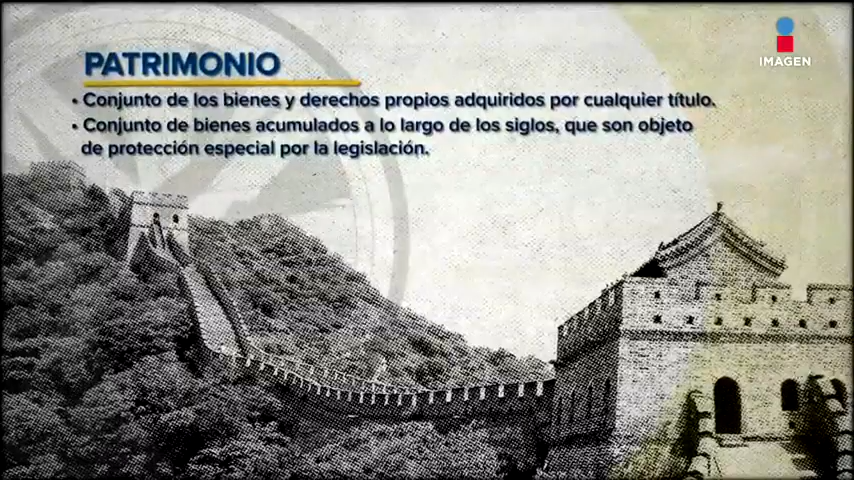 PATRIMONIO
IMAGEN
• Conjunto de los bienes y derechos propios adquiridos por cualquier título.
• Conjunto de bienes acumulados a lo largo de los siglos, que son objeto
de protección especial por la legislación.